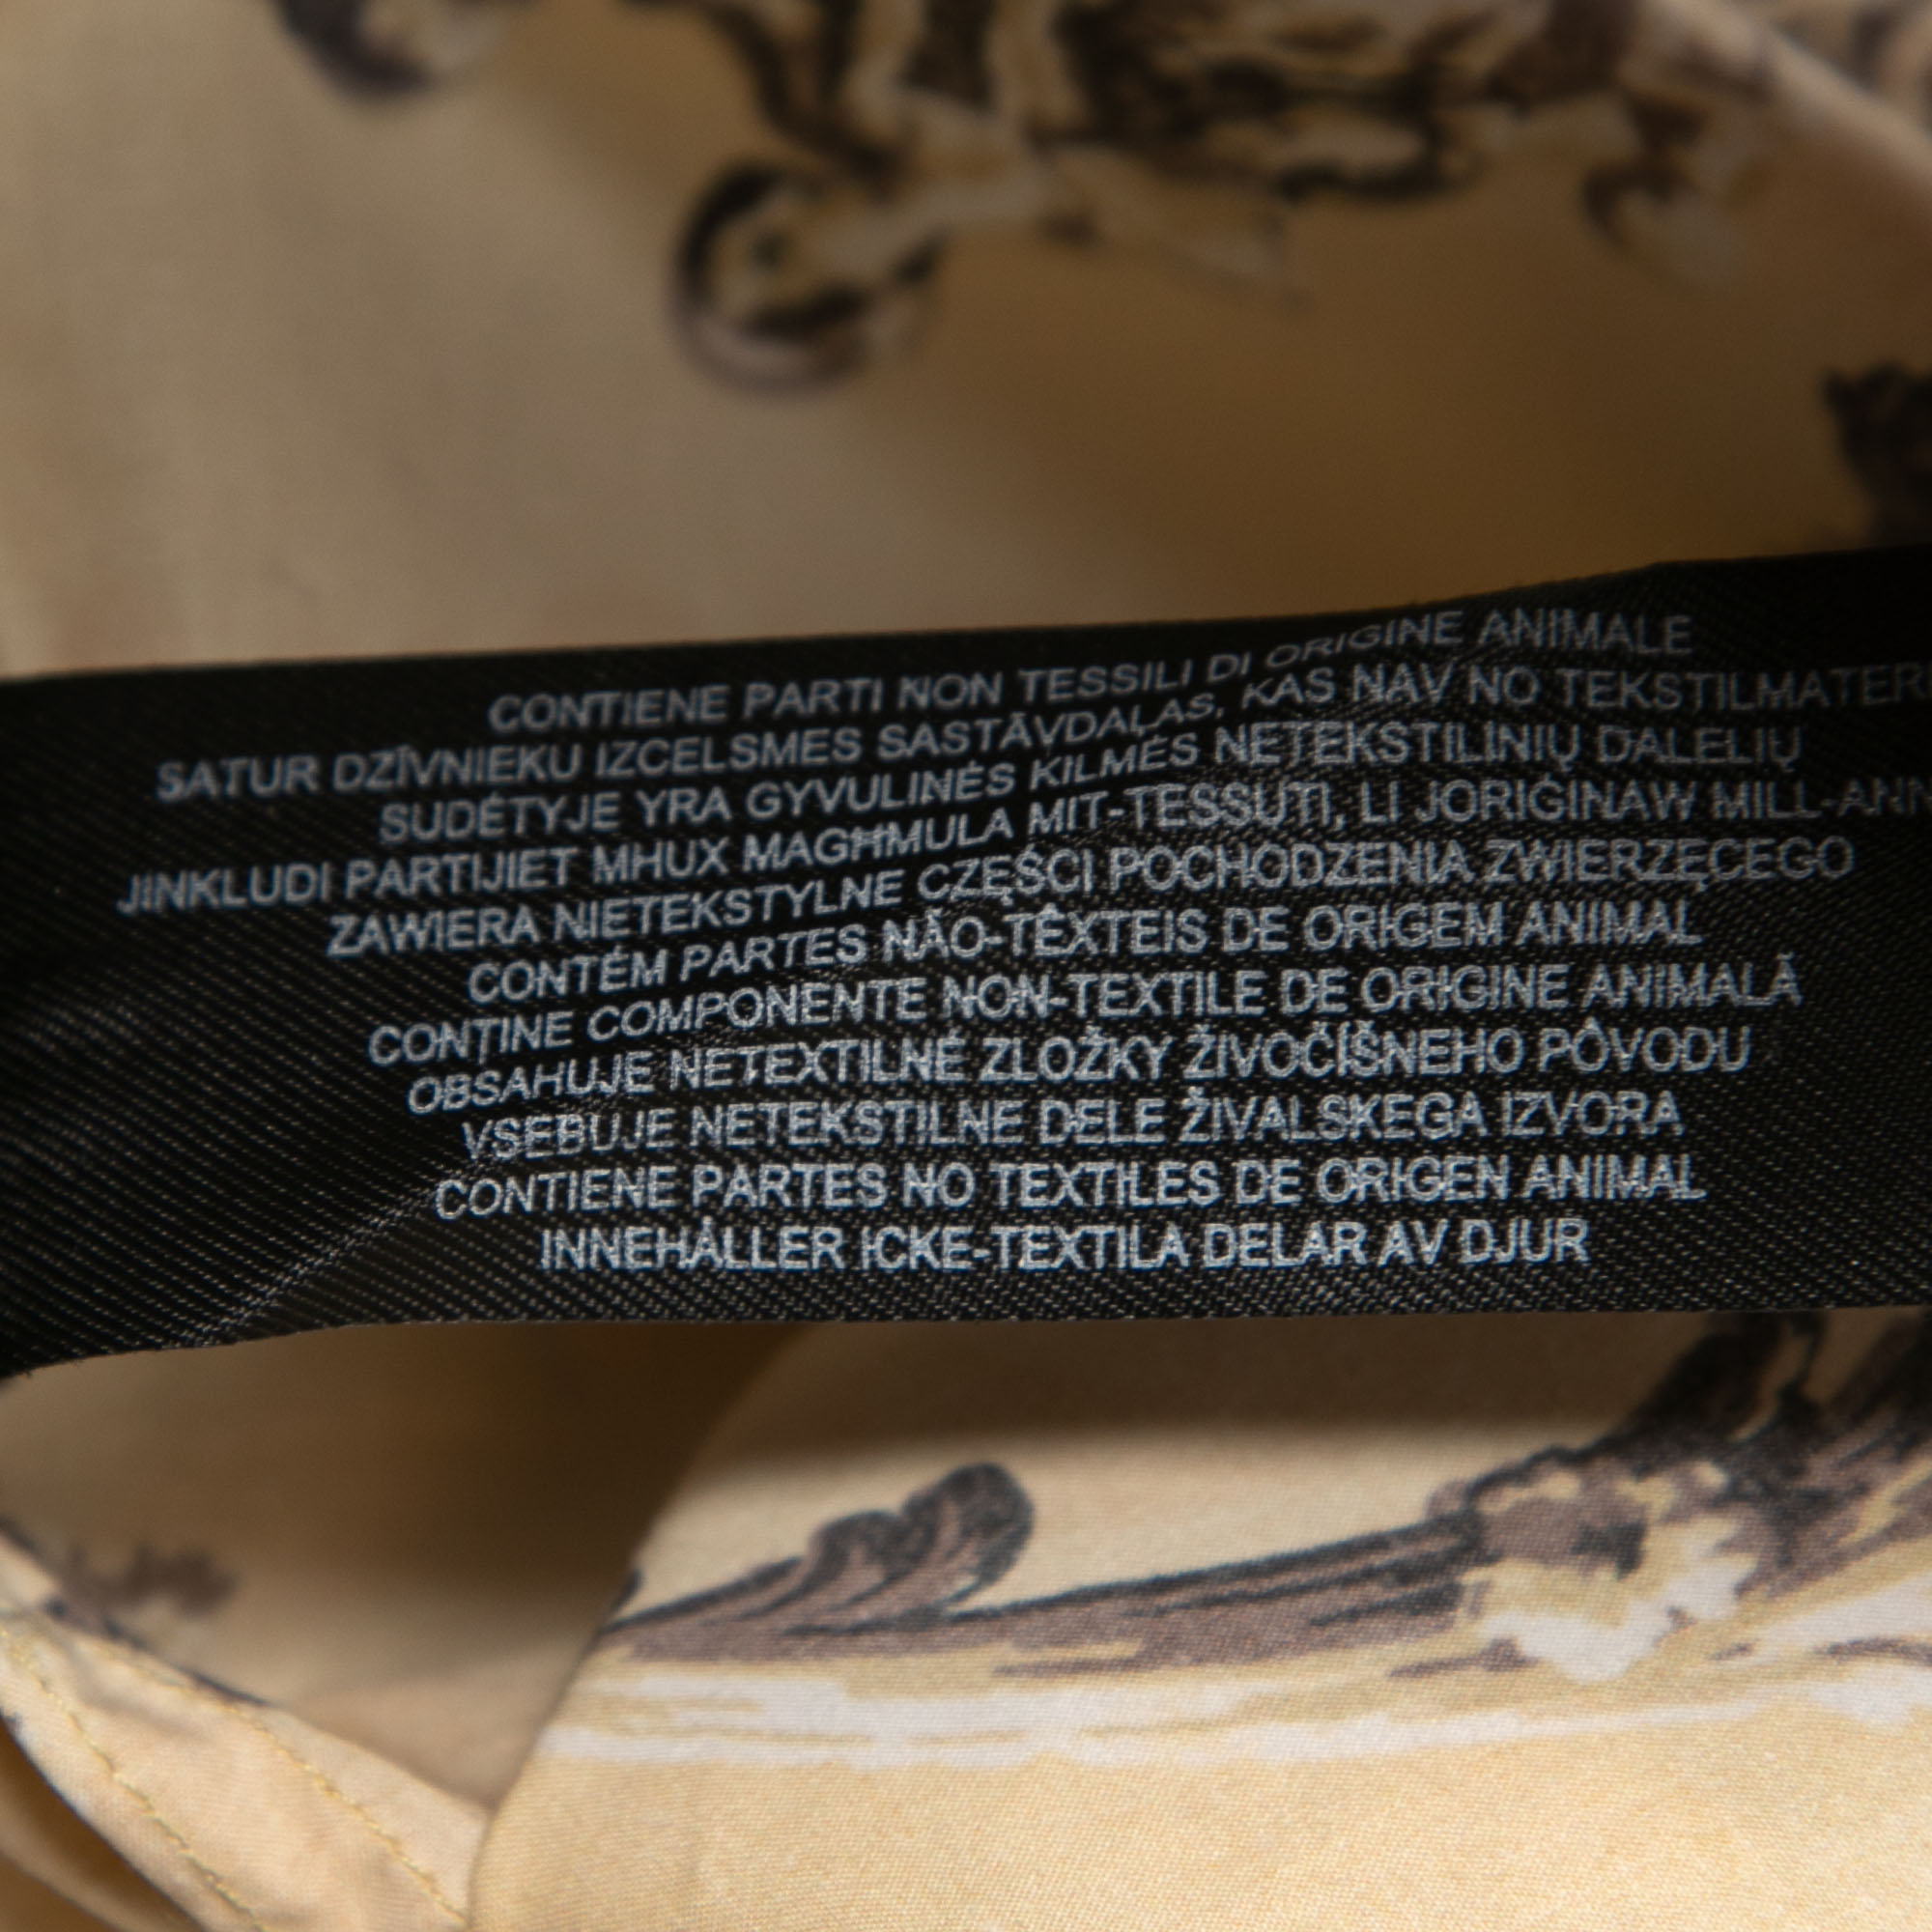 CONTIENE PARTI NON TESSILI DI ORIGINE ANIMALE
SATUR DZĪVNIEKU IZCELSMES SASTĀVDAĻAS, KAS NAV NO TEKSTILMATER
SUDĖTYJE YRA GYVULINĖS KILMĖS NETEKSTILINIŲ DALELIŲ
JINKLUDI PARTIJIET MHUX MAGĦMULA MIT-TESSUTI, LI JORIĠINAW MILL-ANN
ZAWIERA NIETEKSTYLNE CZĘŚCI POCHODZENIA ZWIERZĘCEGO
CONTÉM PARTES NÃO-TÊXTEIS DE ORIGEM ANIMAL
CONȚINE COMPONENTE NON-TEXTILE DE ORIGINE ANIMALĂ
OBSAHUJE NETEXTILNÉ ZLOŽKY ŽIVOČÍŠNEHO PÔVODU
VSEBUJE NETEKSTILNE DELE ŽIVALSKEGA IZVORA
CONTIENE PARTES NO TEXTILES DE ORIGEN ANIMAL
INNEHÅLLER ICKE-TEXTILA DELAR AV DJUR